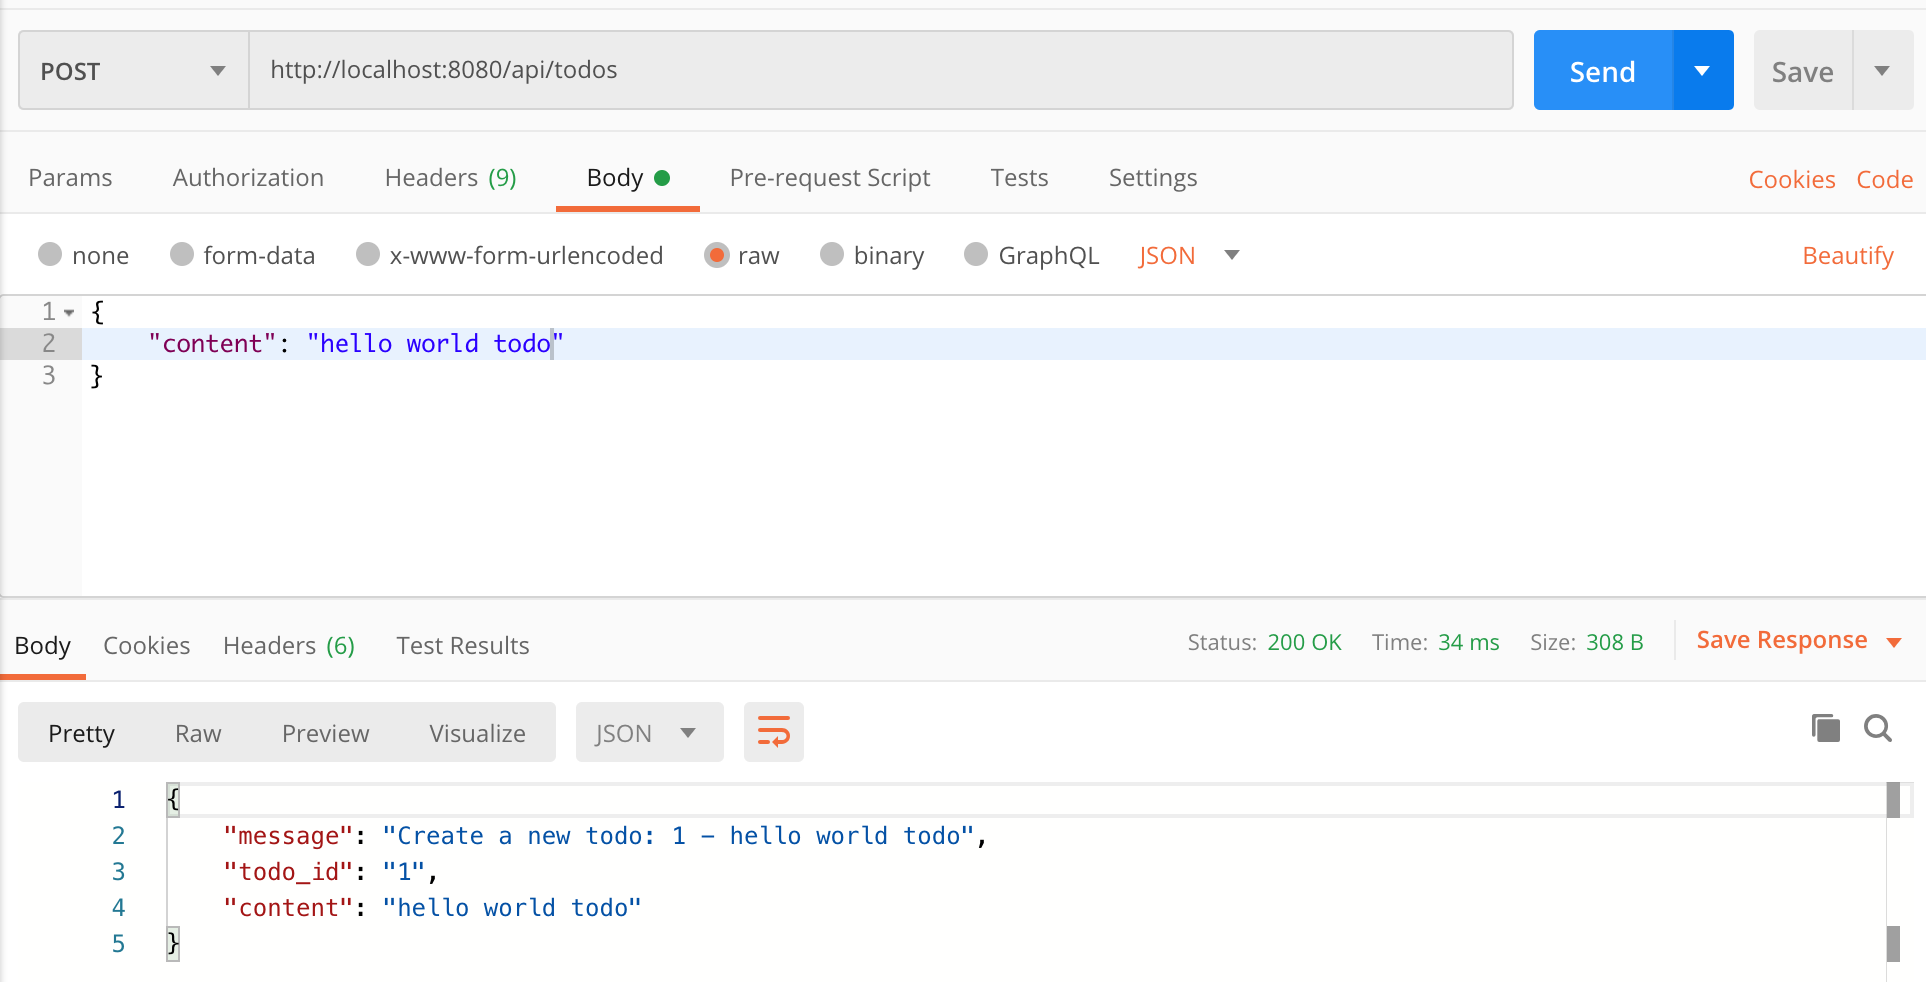 POST http://localhost:8080/api/todos Send Save
Params Authorization Headers (9) Body Pre-request Script Tests Settings Cookies Code
none form-data x-www-form-urlencoded raw binary GraphQL JSON Beautify
1 {
2 "content": "hello world todo"
3 }
Body Cookies Headers (6) Test Results Status: 200 OK Time: 34 ms Size: 308 B Save Response
Pretty Raw Preview Visualize JSON
1 {
2 "message": "Create a new todo: 1 – hello world todo",
3 "todo_id": "1",
4 "content": "hello world todo"
5 }